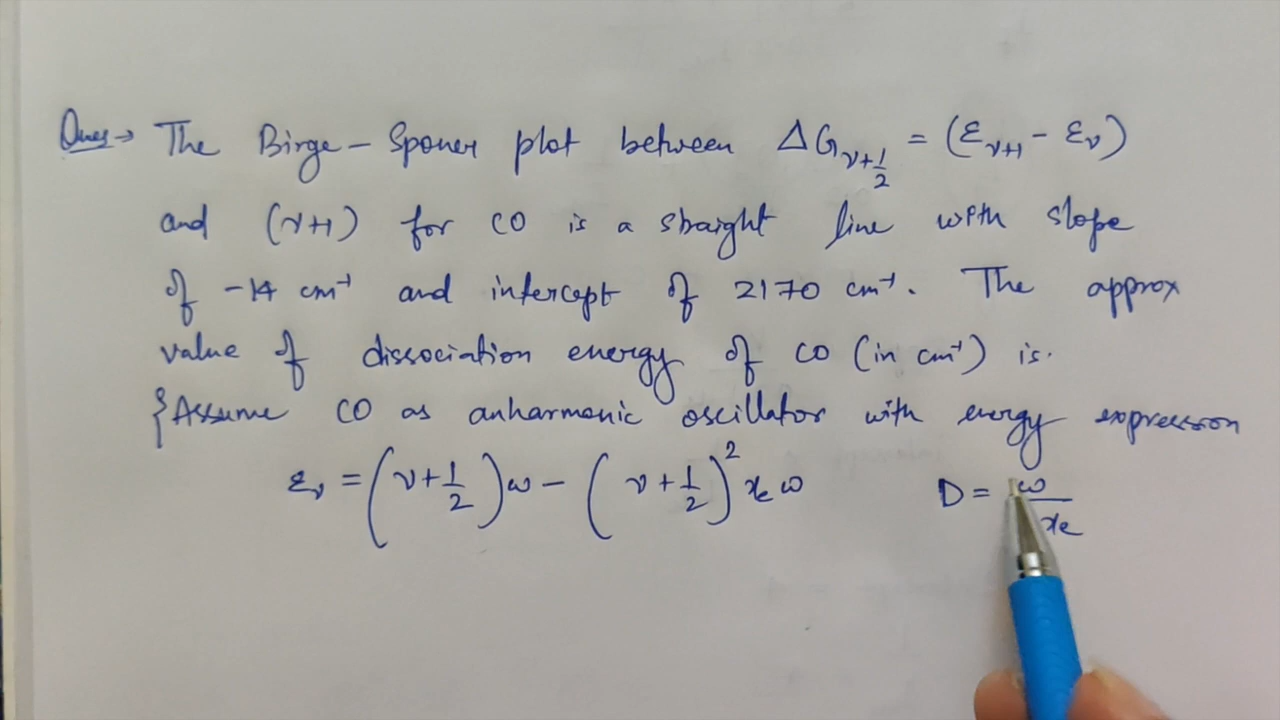 Ques→ The Birge-Sponer plot between ΔG_{ν+1/2} = (ε_{ν+1} - ε_ν)
and (ν+1) for CO is a straight line with slope
of -14 cm⁻¹ and intercept of 2170 cm⁻¹. The approx
value of dissociation energy of CO (in cm⁻¹) is.
{Assume CO as anharmonic oscillator with energy expression
ε_ν = (ν+1/2)ω - (ν+1/2)² x_e ω D = ω / x_e